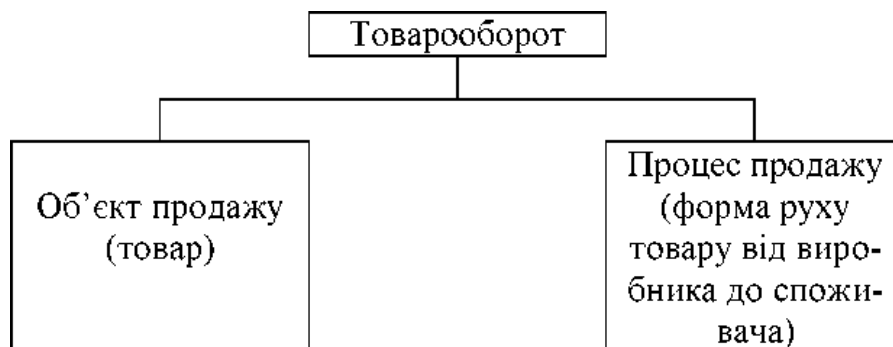 Товарооборот
Об’єкт продажу
(товар)
Процес продажу
(форма руху
товару від виро-
бника до спожи-
вача)